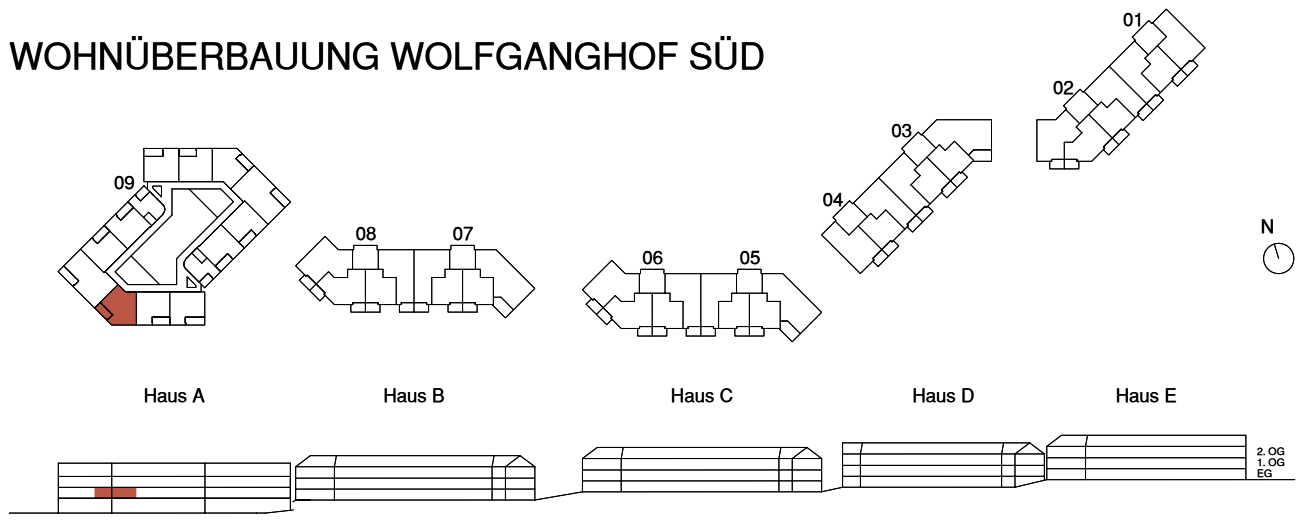 WOHNÜBERBAUUNG WOLFGANGHOF SÜD
01
02
03
04
09
08
07
06
05
N
Haus A
Haus B
Haus C
Haus D
Haus E
2. OG
1. OG
EG